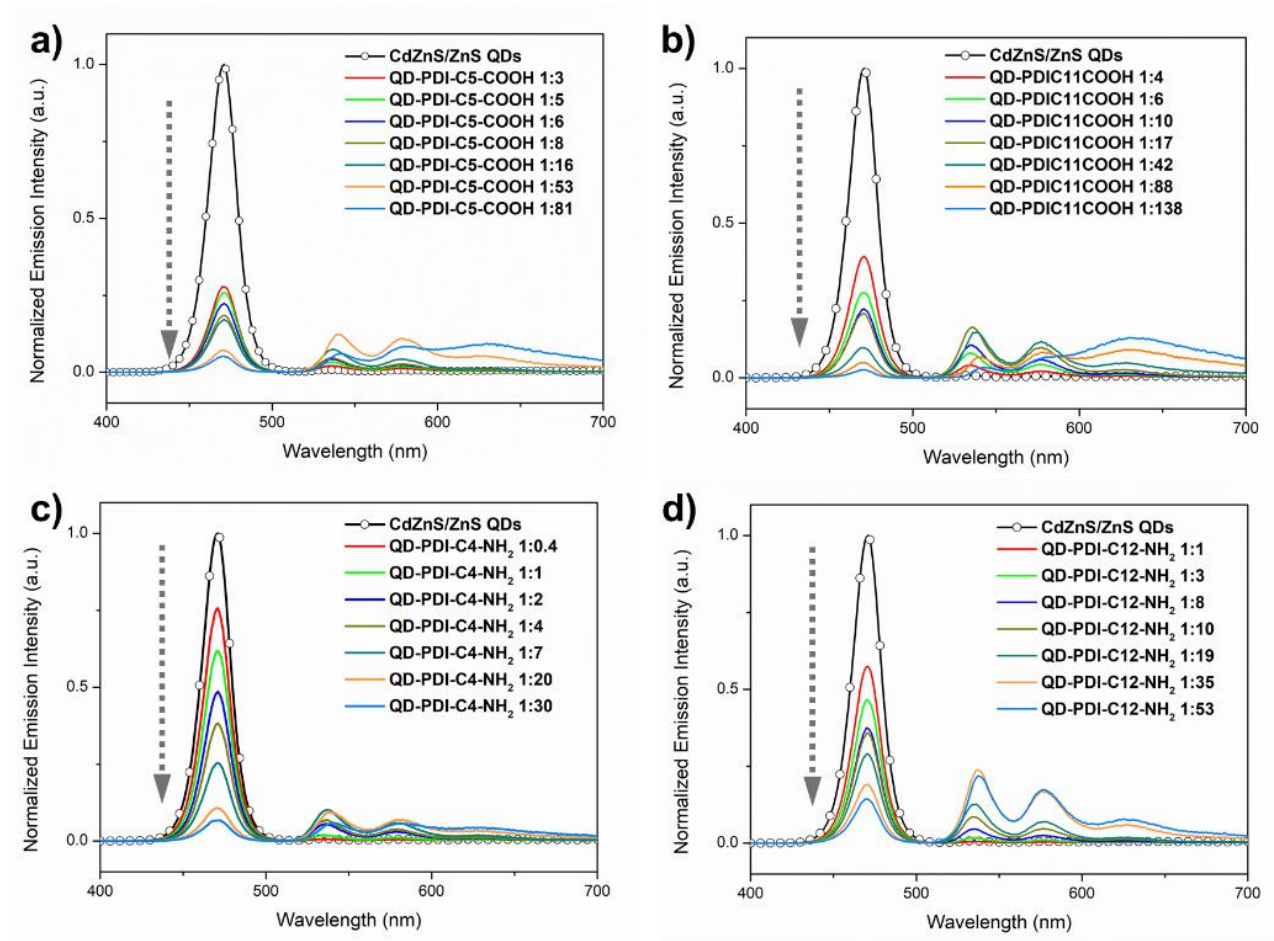 a)
Normalized Emission Intensity (a.u.)
1.0
0.5
0.0
CdZnS/ZnS QDs
QD-PDI-C5-COOH 1:3
QD-PDI-C5-COOH 1:5
QD-PDI-C5-COOH 1:6
QD-PDI-C5-COOH 1:8
QD-PDI-C5-COOH 1:16
QD-PDI-C5-COOH 1:53
QD-PDI-C5-COOH 1:81
400 500 600 700
Wavelength (nm)
b)
Normalized Emission Intensity (a.u.)
1.0
0.5
0.0
CdZnS/ZnS QDs
QD-PDIC11COOH 1:4
QD-PDIC11COOH 1:6
QD-PDIC11COOH 1:10
QD-PDIC11COOH 1:17
QD-PDIC11COOH 1:42
QD-PDIC11COOH 1:88
QD-PDIC11COOH 1:138
400 500 600 700
Wavelength (nm)
c)
Normalized Emission Intensity (a.u.)
1.0
0.5
0.0
CdZnS/ZnS QDs
QD-PDI-C4-NH2 1:0.4
QD-PDI-C4-NH2 1:1
QD-PDI-C4-NH2 1:2
QD-PDI-C4-NH2 1:4
QD-PDI-C4-NH2 1:7
QD-PDI-C4-NH2 1:20
QD-PDI-C4-NH2 1:30
400 500 600 700
Wavelength (nm)
d)
Normalized Emission Intensity (a.u.)
1.0
0.5
0.0
CdZnS/ZnS QDs
QD-PDI-C12-NH2 1:1
QD-PDI-C12-NH2 1:3
QD-PDI-C12-NH2 1:8
QD-PDI-C12-NH2 1:10
QD-PDI-C12-NH2 1:19
QD-PDI-C12-NH2 1:35
QD-PDI-C12-NH2 1:53
400 500 600 700
Wavelength (nm)